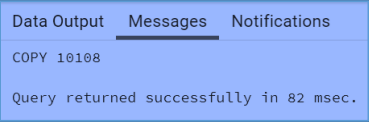 Data Output Messages Notifications
COPY 10108
Query returned successfully in 82 msec.